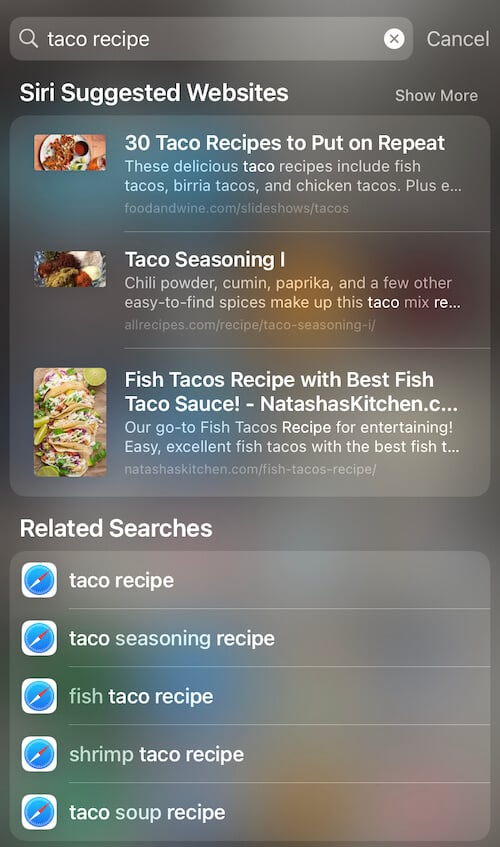 taco recipe
Cancel
Siri Suggested Websites
Show More
30 Taco Recipes to Put on Repeat
These delicious taco recipes include fish
tacos, birria tacos, and chicken tacos. Plus e...
foodandwine.com/slideshows/tacos
Taco Seasoning I
Chili powder, cumin, paprika, and a few other
easy-to-find spices make up this taco mix re...
allrecipes.com/recipe/taco-seasoning-i/
Fish Tacos Recipe with Best Fish
Taco Sauce! - NatashasKitchen.c...
Our go-to Fish Tacos Recipe for entertaining!
Easy, excellent fish tacos with the best fish t...
natashaskitchen.com/fish-tacos-recipe/
Related Searches
taco recipe
taco seasoning recipe
fish taco recipe
shrimp taco recipe
taco soup recipe